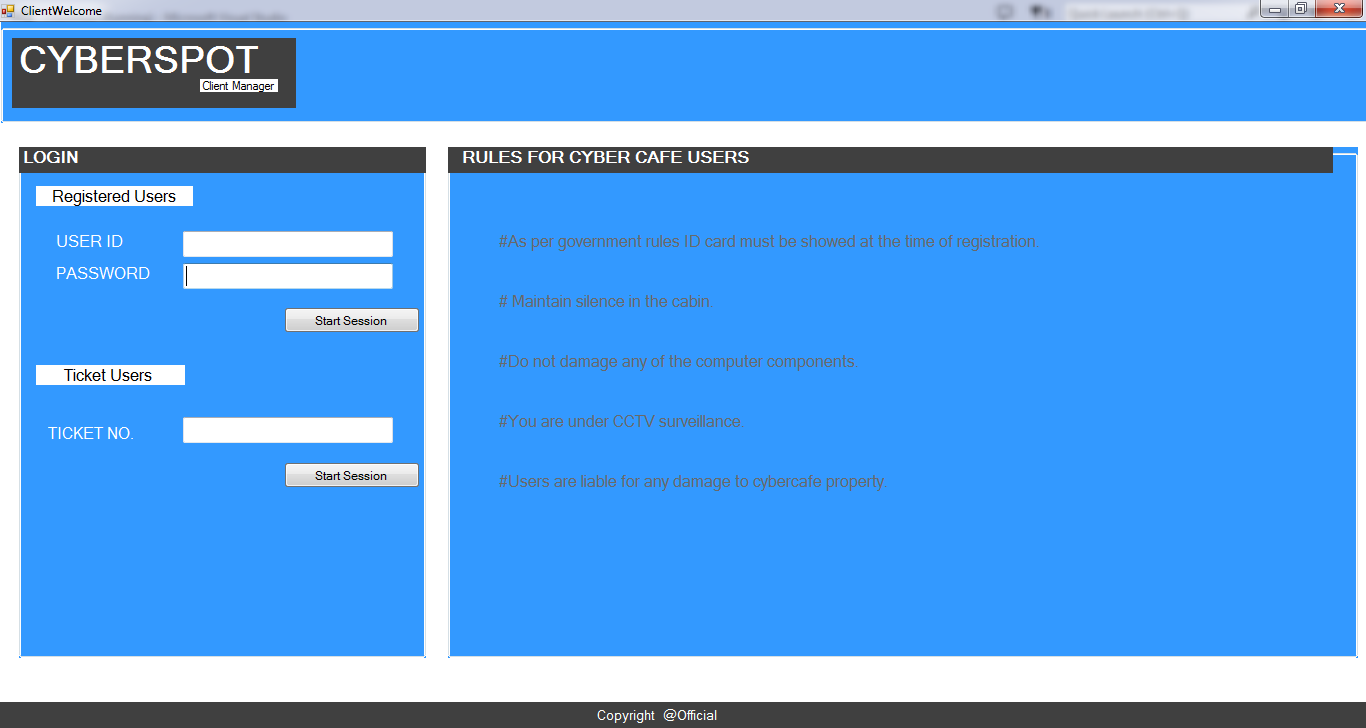 ClientWelcome
Quick Launch (Ctrl+Q)
CYBERSPOT
Client Manager
LOGIN
Registered Users
USER ID
PASSWORD
Start Session
Ticket Users
TICKET NO.
Start Session
RULES FOR CYBER CAFE USERS
#As per government rules ID card must be showed at the time of registration.
# Maintain silence in the cabin.
#Do not damage any of the computer components.
#You are under CCTV surveillance.
#Users are liable for any damage to cybercafe property.
Copyright @Official